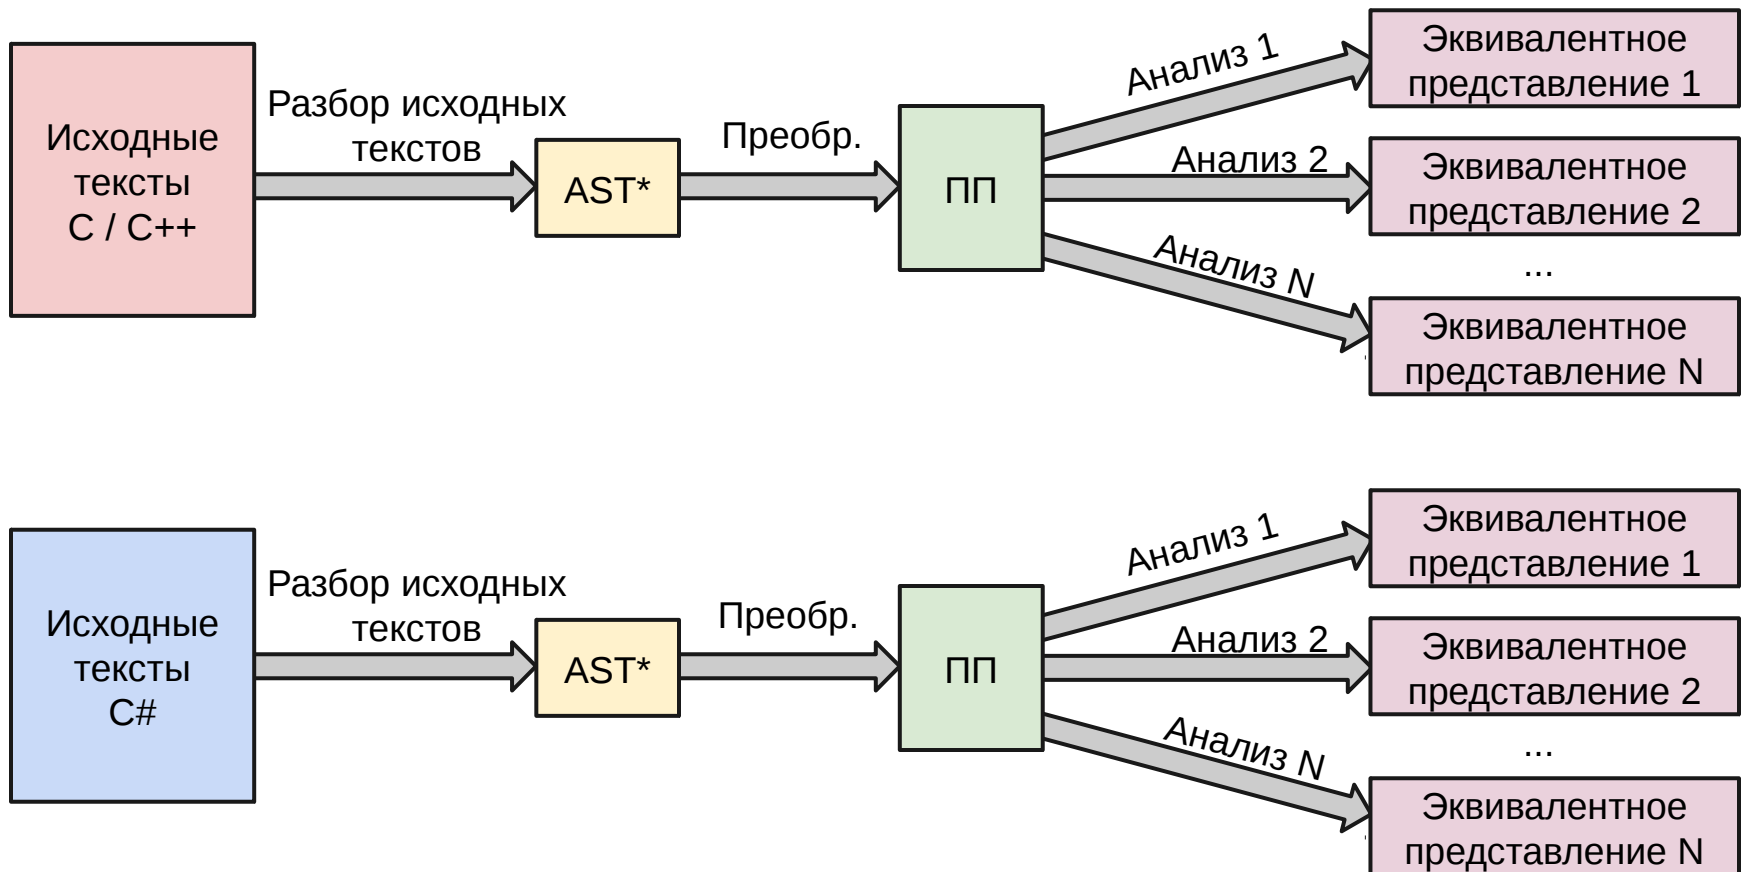 Исходные
тексты
C / C++
Разбор исходных
текстов
AST*
Преобр.
ПП
Анализ 1
Анализ 2
Анализ N
Эквивалентное
представление 1
Эквивалентное
представление 2
...
Эквивалентное
представление N
Исходные
тексты
C#
Разбор исходных
текстов
AST*
Преобр.
ПП
Анализ 1
Анализ 2
Анализ N
Эквивалентное
представление 1
Эквивалентное
представление 2
...
Эквивалентное
представление N